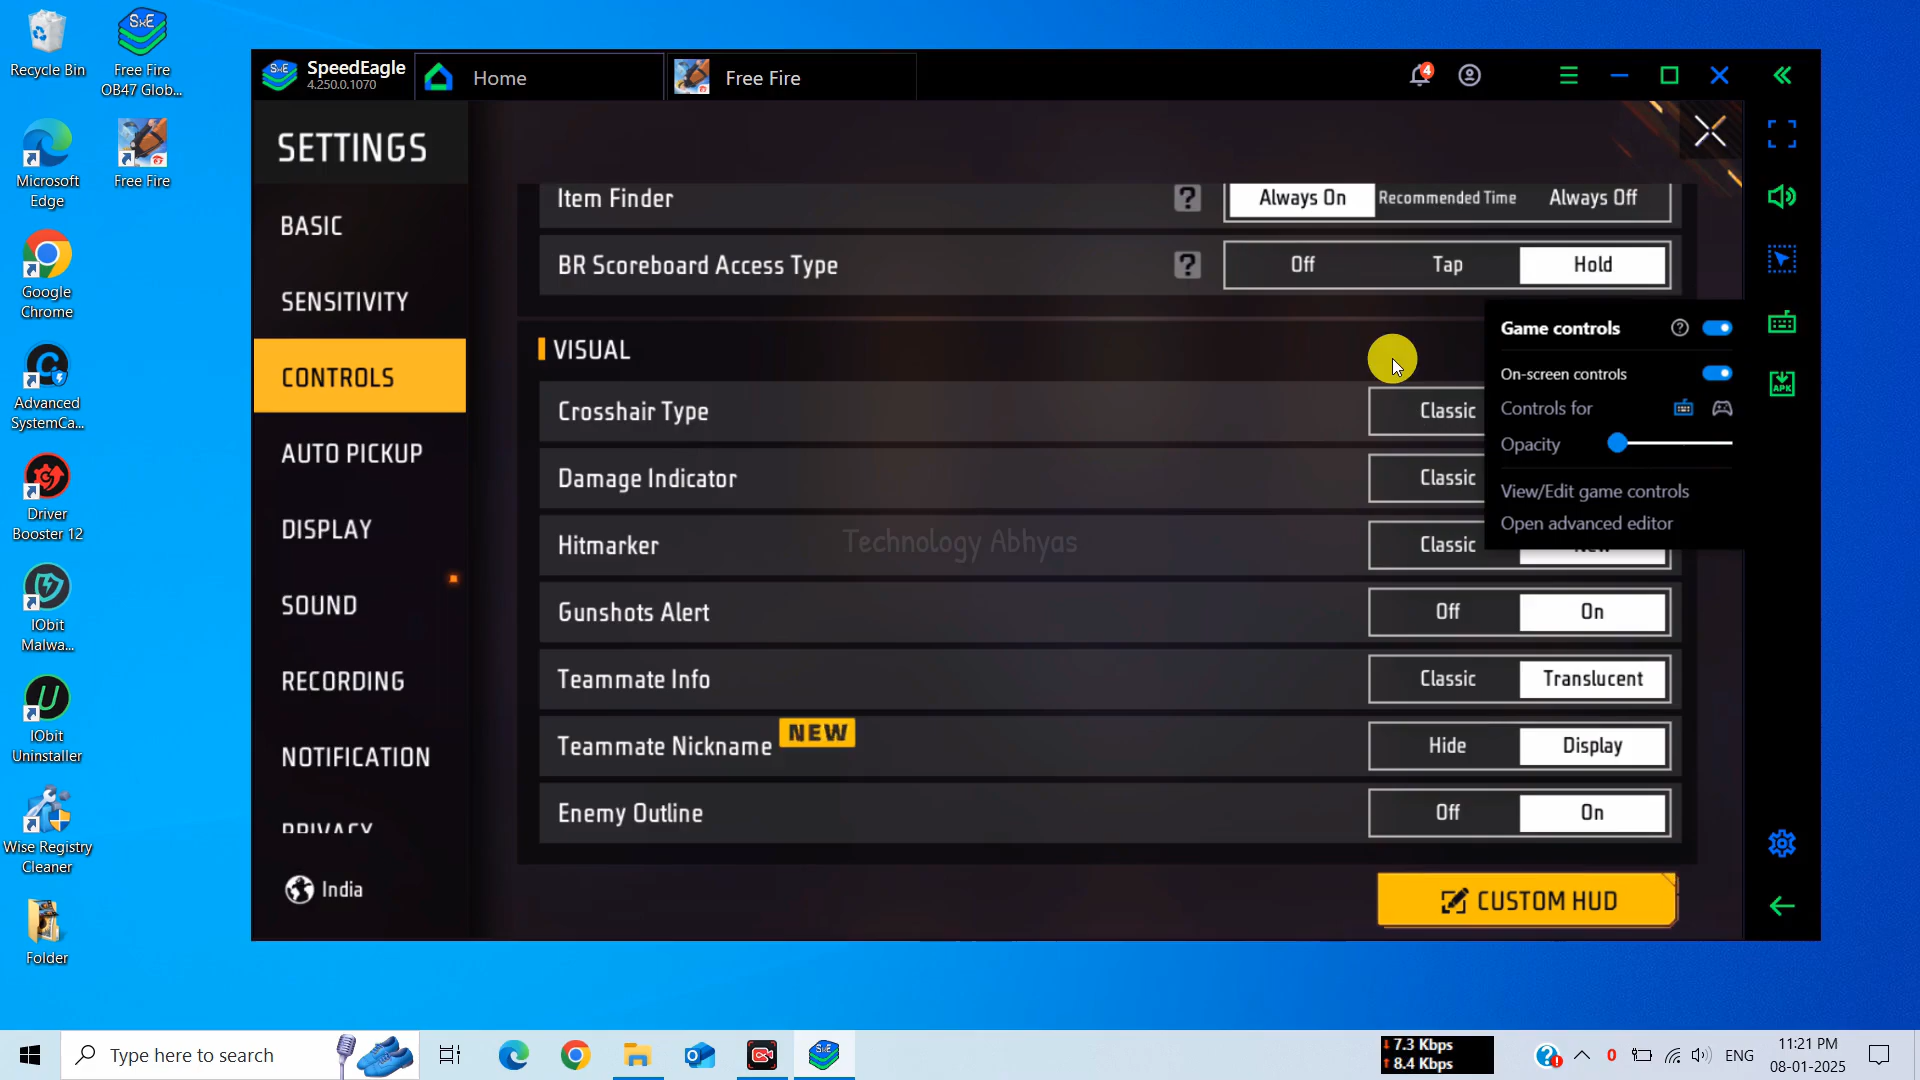 Recycle Bin
Free Fire
OB47 Glob...
Microsoft
Edge
Free Fire
Google
Chrome
Advanced
SystemCa...
Driver
Booster 12
IObit
Malwa...
IObit
Uninstaller
Wise Registry
Cleaner
Folder
SpeedEagle
4.250.0.1070
Home
Free Fire
4
SETTINGS
BASIC
SENSITIVITY
CONTROLS
AUTO PICKUP
DISPLAY
SOUND
RECORDING
NOTIFICATION
PRIVACY
India
Item Finder
?
Always On
Recommended Time
Always Off
BR Scoreboard Access Type
?
Off
Tap
Hold
VISUAL
Crosshair Type
Classic
Damage Indicator
Classic
Hitmarker
Classic
Gunshots Alert
Off
On
Teammate Info
Classic
Translucent
Teammate Nickname NEW
Hide
Display
Enemy Outline
Off
On
CUSTOM HUD
Technology Abhyas
Game controls
On-screen controls
Controls for
Opacity
View/Edit game controls
Open advanced editor
APK
Type here to search
7.3 Kbps
8.4 Kbps
0
ENG
11:21 PM
08-01-2025